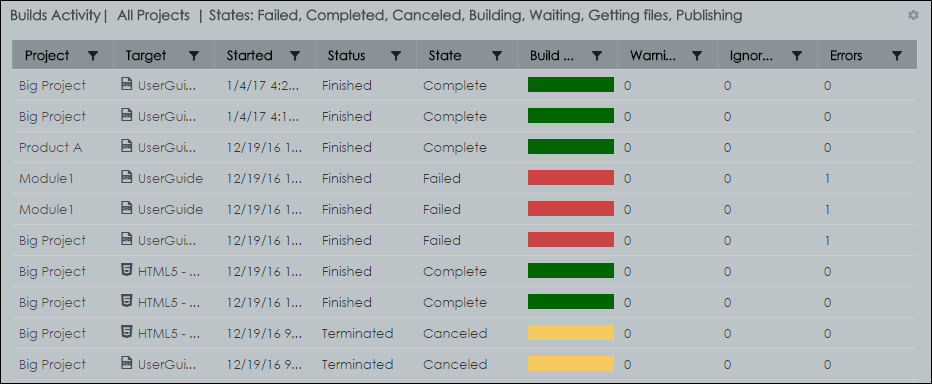 Builds Activity| All Projects | States: Failed, Completed, Canceled, Building, Waiting, Getting files, Publishing
Project Target Started Status State Build ... Warni... Ignor... Errors
Big Project UserGui... 1/4/17 4:2... Finished Complete 0 0 0
Big Project UserGui... 1/4/17 4:1... Finished Complete 0 0 0
Product A UserGui... 12/19/16 1... Finished Complete 0 0 0
Module1 UserGuide 12/19/16 1... Finished Failed 0 0 1
Module1 UserGuide 12/19/16 1... Finished Failed 0 0 1
Big Project UserGui... 12/19/16 1... Finished Failed 0 0 1
Big Project HTML5 - ... 12/19/16 1... Finished Complete 0 0 0
Big Project HTML5 - ... 12/19/16 1... Finished Complete 0 0 0
Big Project HTML5 - ... 12/19/16 9... Terminated Canceled 0 0 0
Big Project UserGui... 12/19/16 9... Terminated Canceled 0 0 0